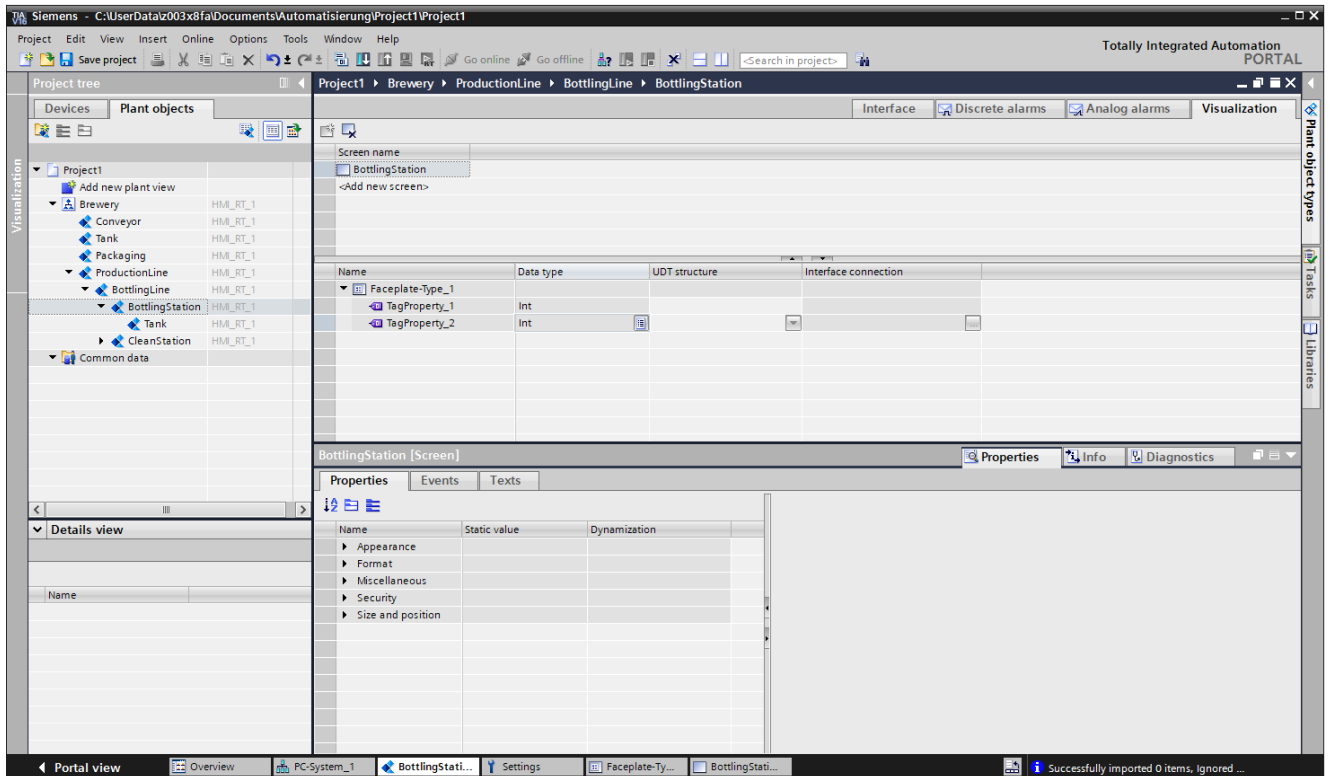 Siemens - C:\UserData\z003x8fa\Documents\Automatisierung\Project1\Project1
Project Edit View Insert Online Options Tools Window Help
Totally Integrated Automation
PORTAL
Save project Go online Go offline <Search in project>
Project tree
Project1 ▸ Brewery ▸ ProductionLine ▸ BottlingLine ▸ BottlingStation
Devices Plant objects
Interface Discrete alarms Analog alarms Visualization
Visualization
Screen name
BottlingStation
<Add new screen>
Project1
Add new plant view
Brewery HMI_RT_1
Conveyor HMI_RT_1
Tank HMI_RT_1
Packaging HMI_RT_1
ProductionLine HMI_RT_1
BottlingLine HMI_RT_1
BottlingStation HMI_RT_1
Tank HMI_RT_1
CleanStation HMI_RT_1
Common data
Name Data type UDT structure Interface connection
Faceplate-Type_1
TagProperty_1 Int
TagProperty_2 Int
Plant object types
Tasks
Libraries
BottlingStation [Screen]
Properties Info Diagnostics
Properties Events Texts
Name Static value Dynamization
Appearance
Format
Miscellaneous
Security
Size and position
Details view
Name
Portal view Overview PC-System_1 BottlingStati... Settings Faceplate-Ty... BottlingStati... Successfully imported 0 items, Ignored ...